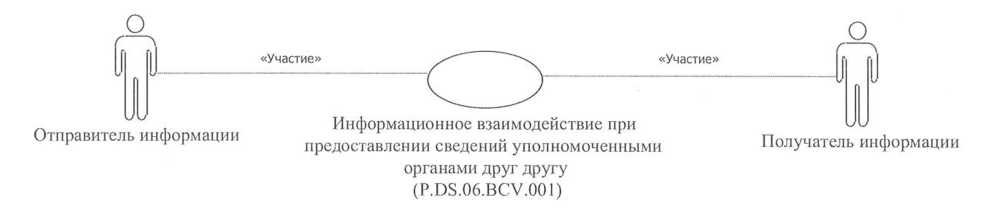 «Участие»
«Участие»
Отправитель информации
Информационное взаимодействие при
предоставлении сведений уполномоченными
органами друг другу
(P.DS.06.BCV.001)
Получатель информации